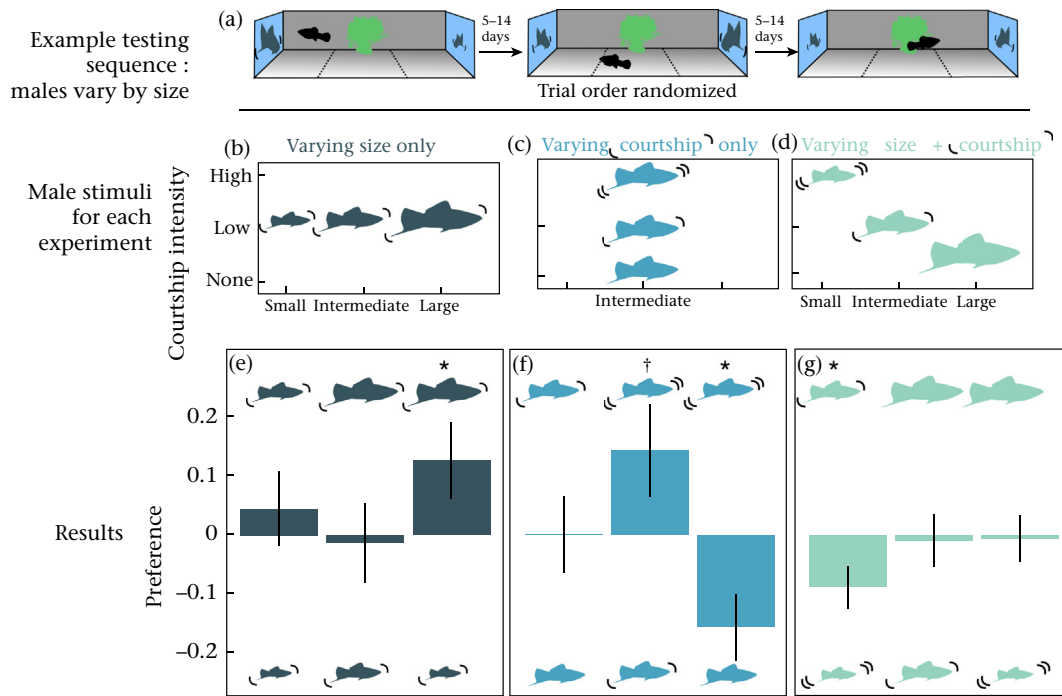 (a)
5–14
days
5–14
days
Example testing
sequence :
males vary by size
Trial order randomized
Male stimuli
for each
experiment
Courtship intensity
(b)
Varying size only
High
Low
None
Small Intermediate Large
(c)
Varying courtship only
Intermediate
(d)
Varying size + courtship
Small Intermediate Large
Results
Preference
0.2
0.1
0
−0.1
−0.2
(e)
*
(f)
† *
(g)
*